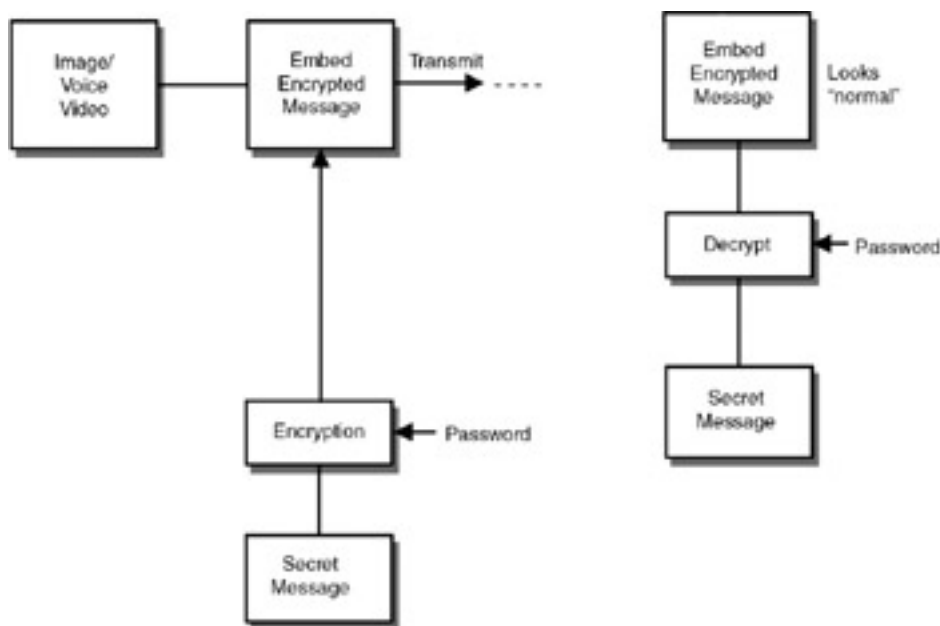 Image/
Voice
Video
Embed
Encrypted
Message
Transmit
Encryption
Password
Secret
Message
Embed
Encrypted
Message
Looks
"normal"
Decrypt
Password
Secret
Message